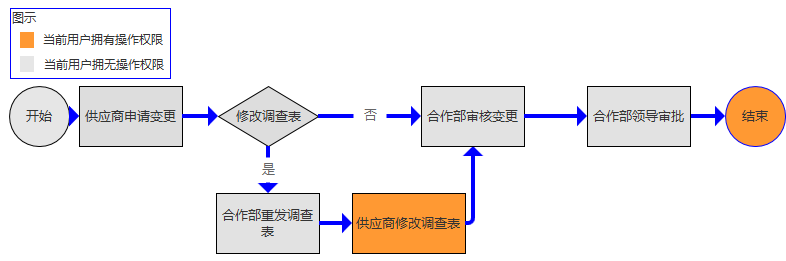 图示
当前用户拥有操作权限
当前用户拥无操作权限
开始
供应商申请变更
修改调查表
否
合作部审核变更
合作部领导审批
结束
是
合作部重发调查
表
供应商修改调查表